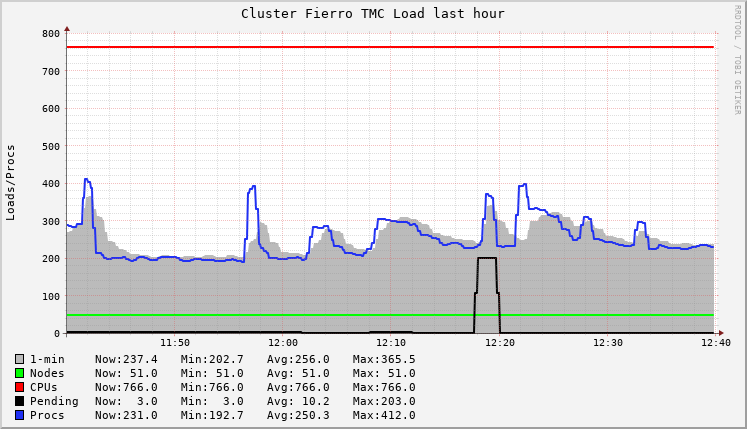 Cluster Fierro TMC Load last hour
RRDTOOL / TOBI OETIKER
Loads/Procs
800
700
600
500
400
300
200
100
0
11:50 12:00 12:10 12:20 12:30 12:40
1-min Now:237.4 Min:202.7 Avg:256.0 Max:365.5
Nodes Now: 51.0 Min: 51.0 Avg: 51.0 Max: 51.0
CPUs Now:766.0 Min:766.0 Avg:766.0 Max:766.0
Pending Now: 3.0 Min: 3.0 Avg: 10.2 Max:203.0
Procs Now:231.0 Min:192.7 Avg:250.3 Max:412.0